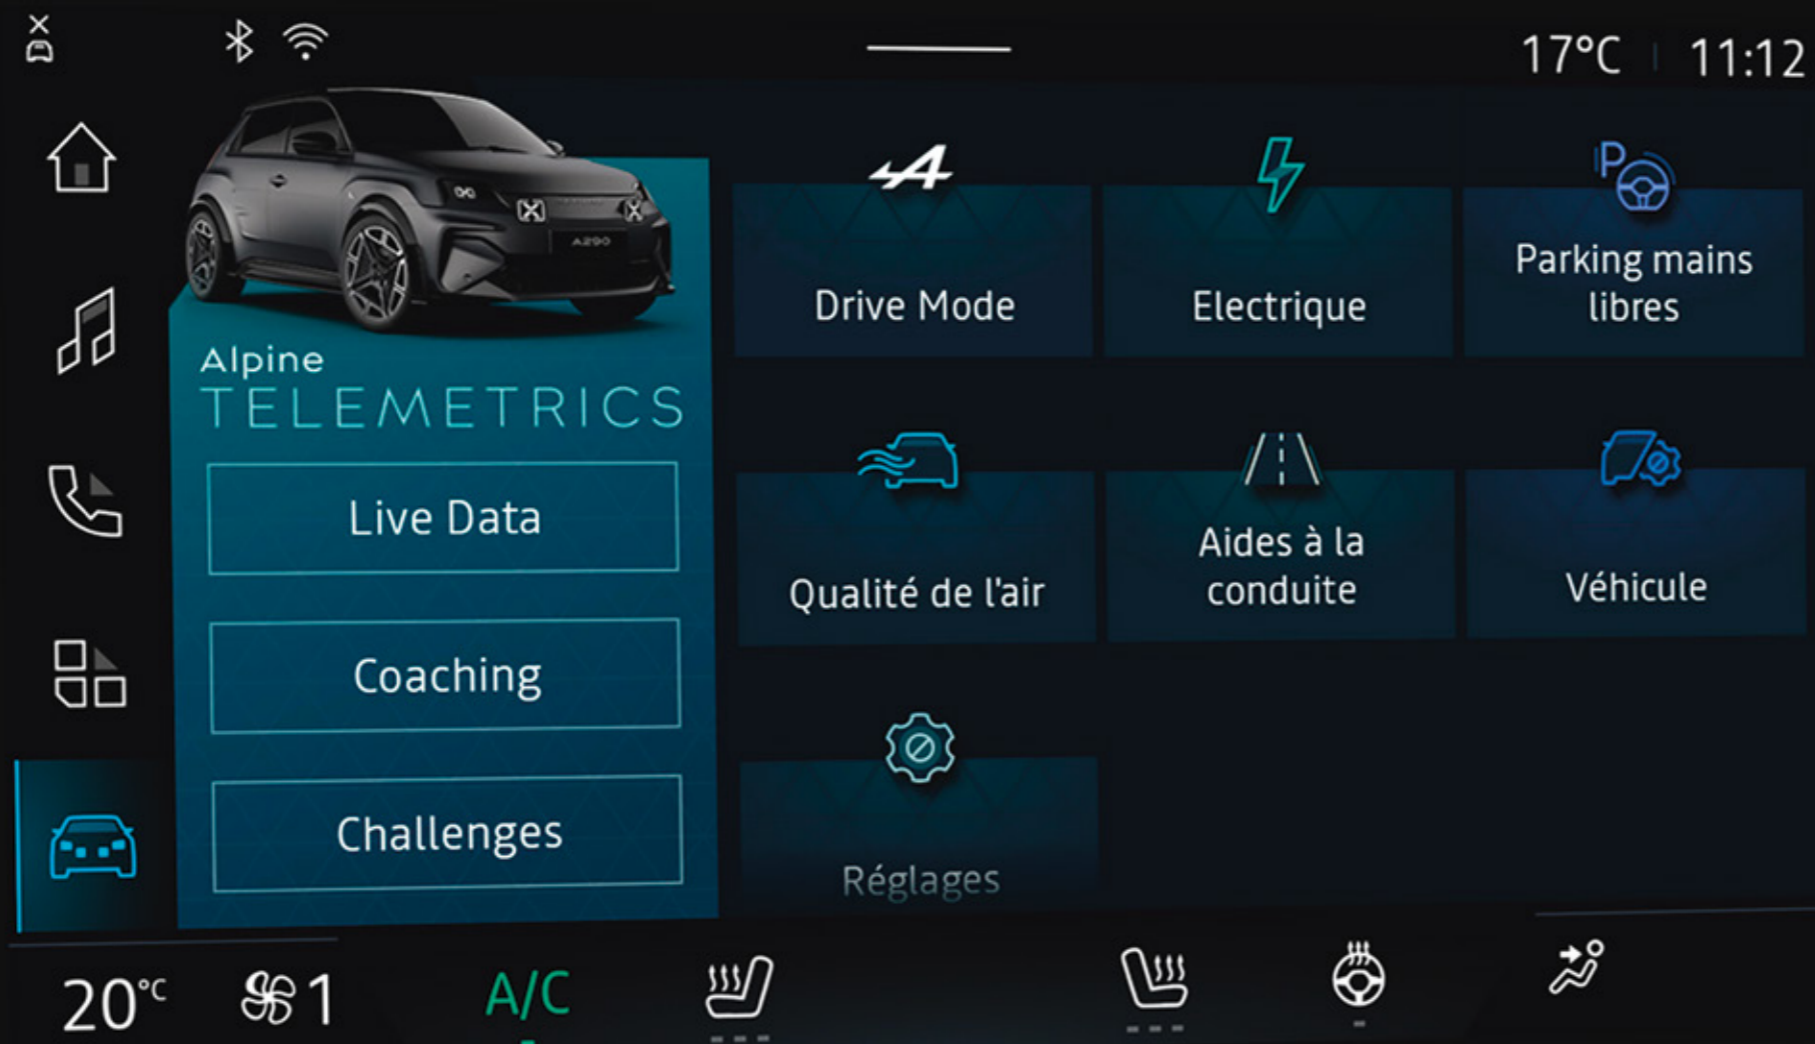 17°C
11:12
A290
Alpine
TELEMETRICS
Live Data
Coaching
Challenges
Drive Mode
Electrique
P
Parking mains
libres
Qualité de l'air
Aides à la
conduite
Véhicule
Réglages
20°C
1
A/C